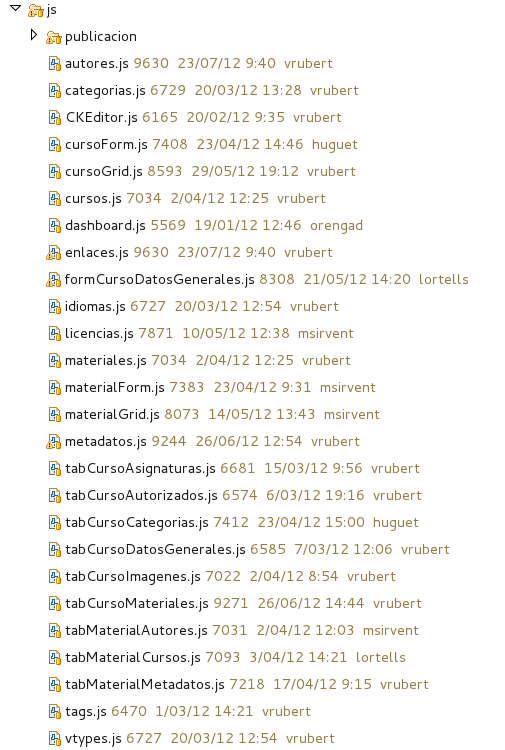 js
publicacion
autores.js 9630 23/07/12 9:40 vrubert
categorias.js 6729 20/03/12 13:28 vrubert
CKEditor.js 6165 20/02/12 9:35 vrubert
cursoForm.js 7408 23/04/12 14:46 huguet
cursoGrid.js 8593 29/05/12 19:12 vrubert
cursos.js 7034 2/04/12 12:25 vrubert
dashboard.js 5569 19/01/12 12:46 orengad
enlaces.js 9630 23/07/12 9:40 vrubert
formCursoDatosGenerales.js 8308 21/05/12 14:20 lortells
idiomas.js 6727 20/03/12 12:54 vrubert
licencias.js 7871 10/05/12 12:38 msirvent
materiales.js 7034 2/04/12 12:25 vrubert
materialForm.js 7383 23/04/12 9:31 msirvent
materialGrid.js 8073 14/05/12 13:43 msirvent
metadatos.js 9244 26/06/12 12:54 vrubert
tabCursoAsignaturas.js 6681 15/03/12 9:56 vrubert
tabCursoAutorizados.js 6574 6/03/12 19:16 vrubert
tabCursoCategorias.js 7412 23/04/12 15:00 huguet
tabCursoDatosGenerales.js 6585 7/03/12 12:06 vrubert
tabCursoImagenes.js 7022 2/04/12 8:54 vrubert
tabCursoMateriales.js 9271 26/06/12 14:44 vrubert
tabMaterialAutores.js 7031 2/04/12 12:03 msirvent
tabMaterialCursos.js 7093 3/04/12 14:21 lortells
tabMaterialMetadatos.js 7218 17/04/12 9:15 vrubert
tags.js 6470 1/03/12 14:21 vrubert
vtypes.js 6727 20/03/12 12:54 vrubert